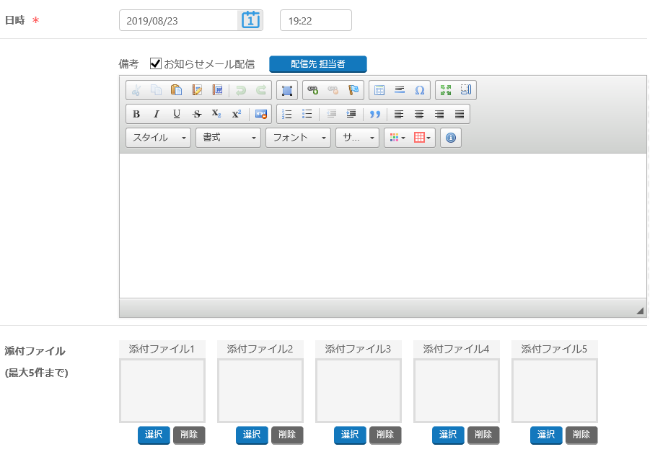 日時 *
2019/08/23
1
19:22
備考 お知らせメール配信 配信先 担当者
B I U S X₂ X²
スタイル 書式 フォント サ...
添付ファイル
(最大5件まで)
添付ファイル1 添付ファイル2 添付ファイル3 添付ファイル4 添付ファイル5
選択 削除 選択 削除 選択 削除 選択 削除 選択 削除